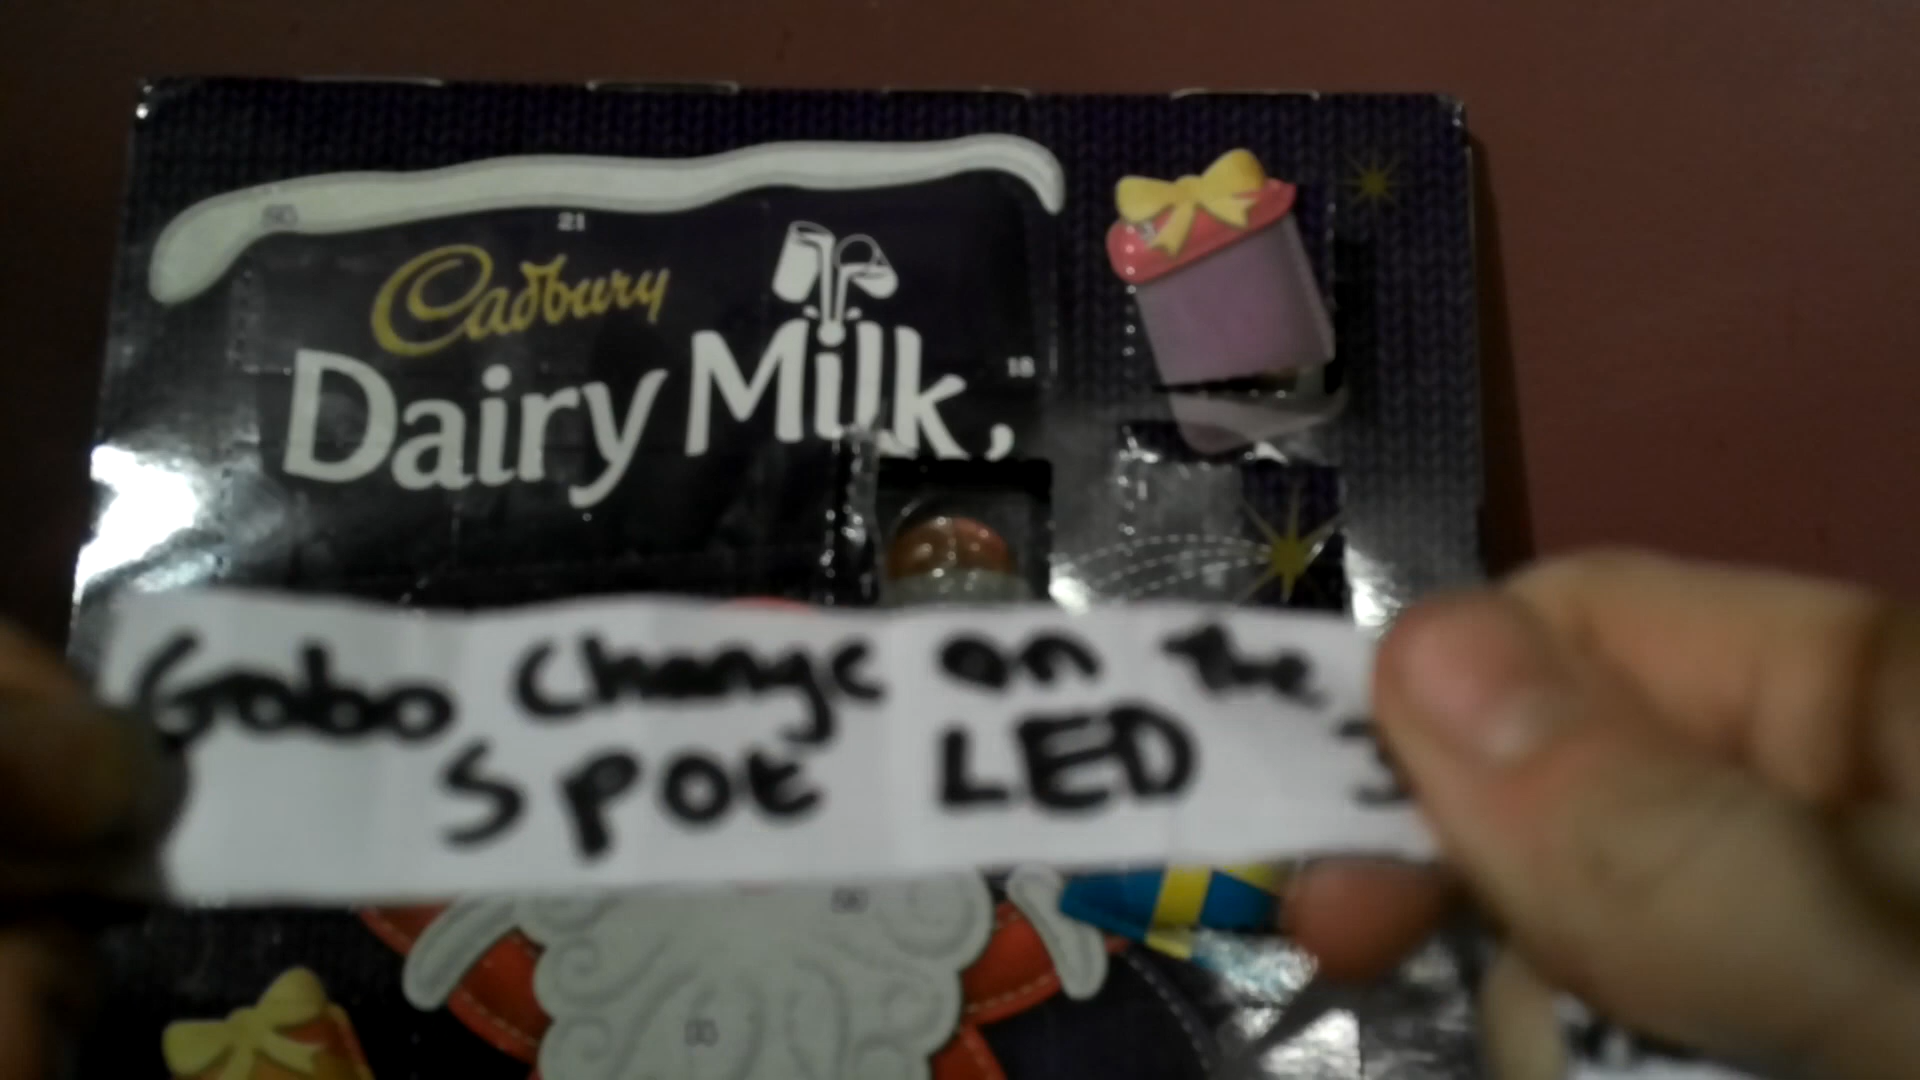 21
Cadbury
18
Dairy Milk,
Gobo Change on the
Spot LED